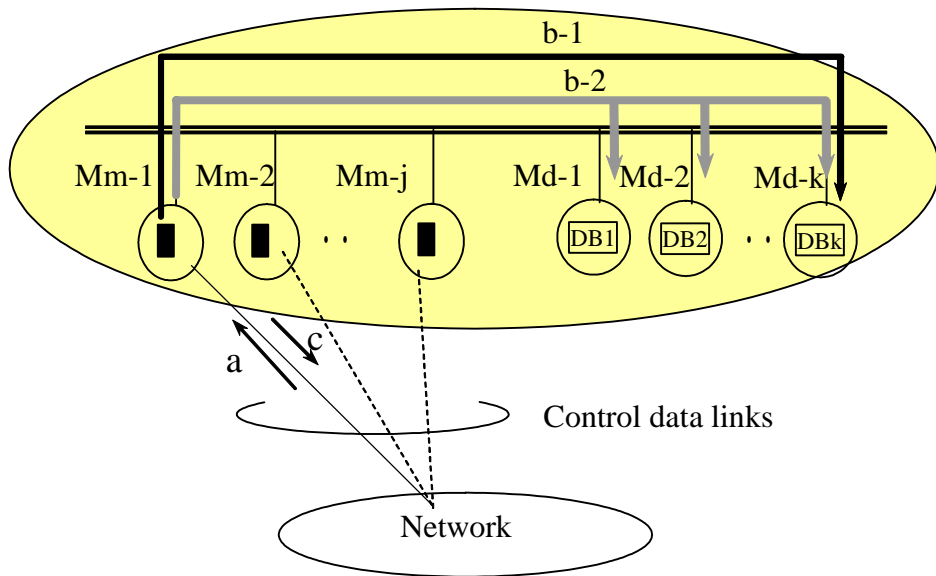 b-1
b-2
Mm-1 Mm-2 Mm-j Md-1 Md-2 Md-k
DB1 DB2 DBk
a c
Control data links
Network